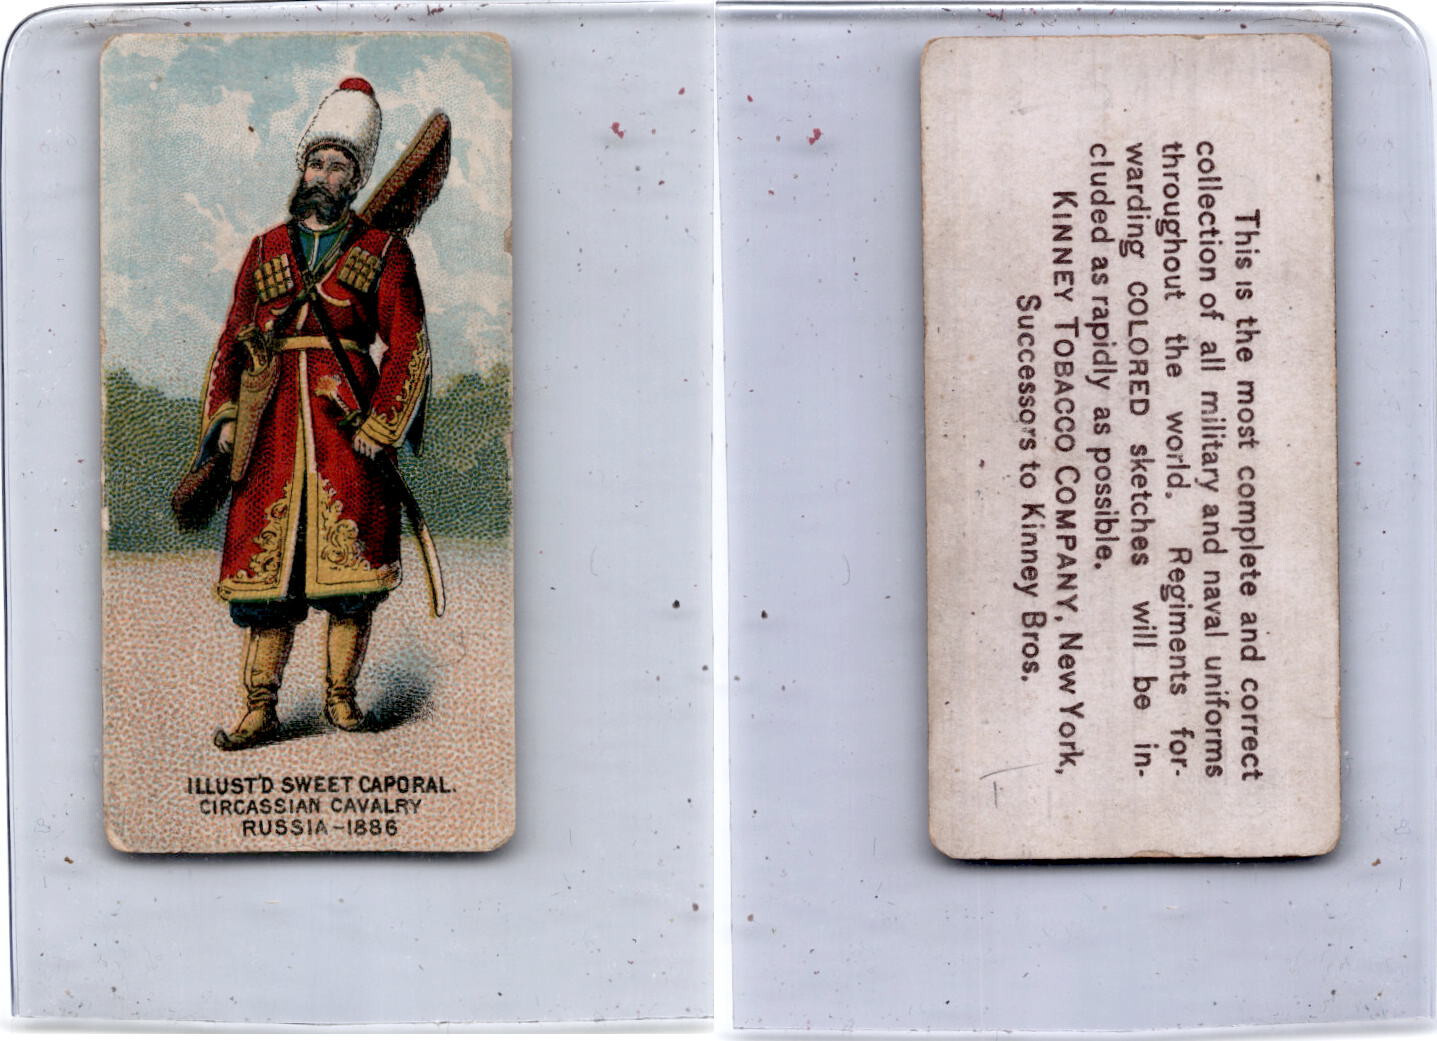 ILLUST'D SWEET CAPORAL.
CIRCASSIAN CAVALRY
RUSSIA-1886
This is the most complete and correct
collection of all military and naval uniforms
throughout the world. Regiments for-
warding COLORED sketches will be in-
cluded as rapidly as possible.
KINNEY TOBACCO COMPANY, New York,
Successors to Kinney Bros.